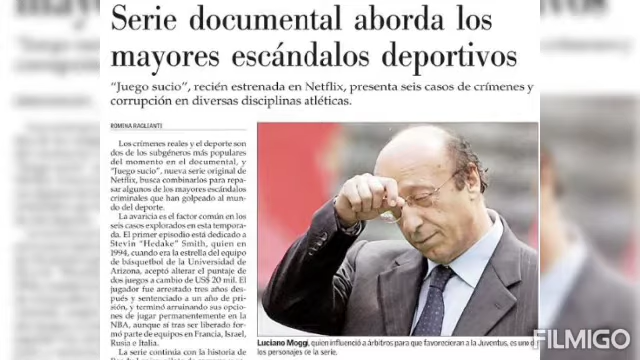 Serie documental aborda los
mayores escándalos deportivos
"Juego sucio", recién estrenada en Netflix, presenta seis casos de crímenes y
corrupción en diversas disciplinas atléticas.
ROMINA RAGLIANTI
Los crímenes reales y el deporte son
dos de los subgéneros más populares
del momento en el documental, y
"Juego sucio", nueva serie original de
Netflix, busca combinarlos para repa-
sar algunos de los mayores escándalos
criminales que han golpeado al mun-
do del deporte.
La avaricia es el factor común en los
seis casos explorados en esta tempora-
da. El primer episodio está dedicado a
Stevin "Hedake" Smith, quien en
1994, cuando era la estrella del equipo
de básquetbol de la Universidad de
Arizona, aceptó alterar el puntaje de
dos juegos a cambio de US$ 20 mil. El
jugador fue arrestado tres años des-
pués y sentenciado a un año de pri-
sión, y terminó arruinando sus opcio-
nes de jugar permanentemente en la
NBA, aunque sí tras ser liberado for-
mó parte de equipos en Francia, Israel,
Rusia e Italia.
La serie continúa con la historia de
Luciano Moggi, quien influenció a árbitros para que favorecieran a la Juventus, es uno
los personajes de la serie.
FILMIGO